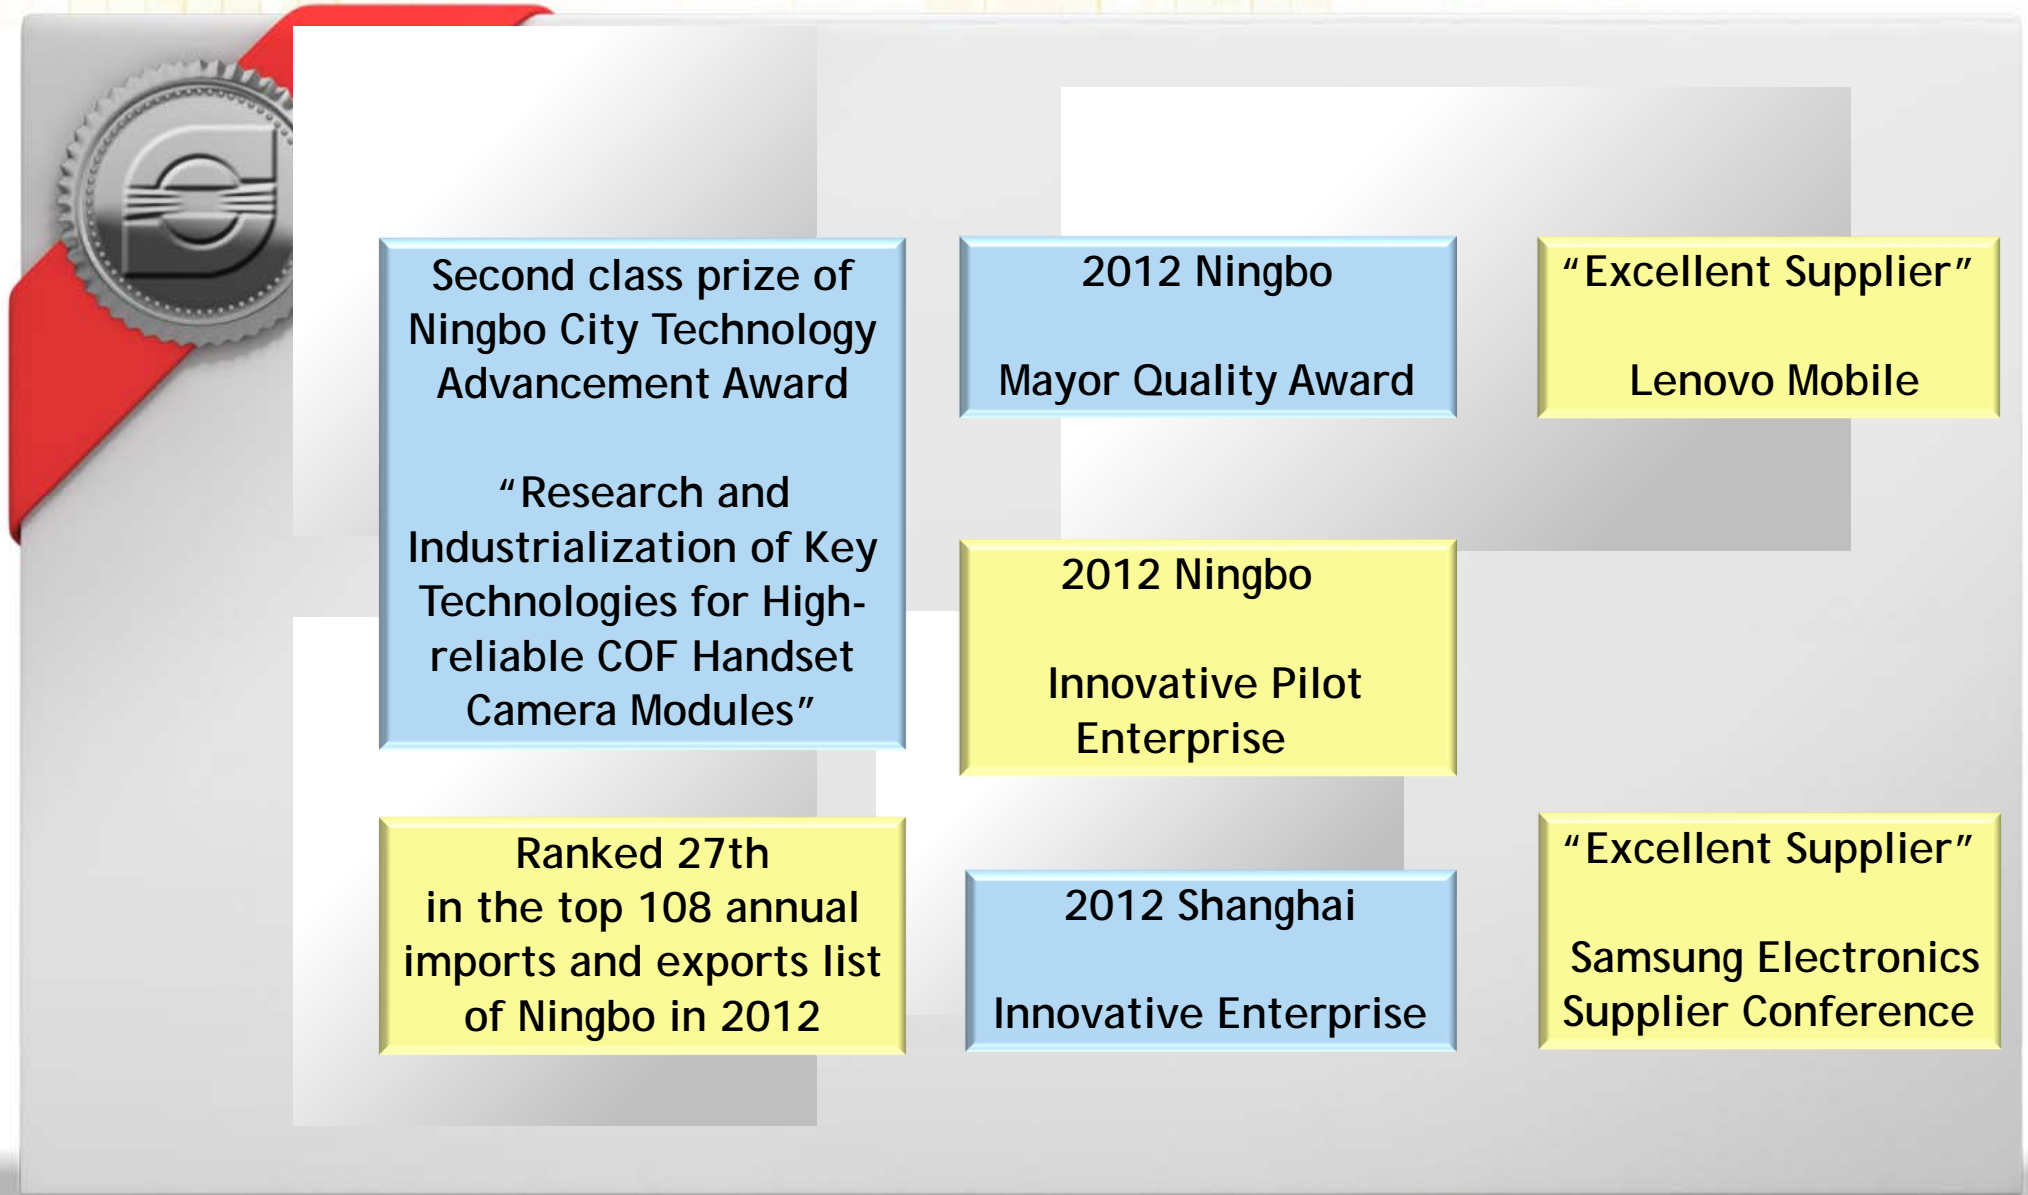 Second class prize of
Ningbo City Technology
Advancement Award
“Research and
Industrialization of Key
Technologies for High-
reliable COF Handset
Camera Modules”
Ranked 27th
in the top 108 annual
imports and exports list
of Ningbo in 2012
2012 Ningbo
Mayor Quality Award
2012 Ningbo
Innovative Pilot
Enterprise
2012 Shanghai
Innovative Enterprise
“Excellent Supplier”
Lenovo Mobile
“Excellent Supplier”
Samsung Electronics
Supplier Conference